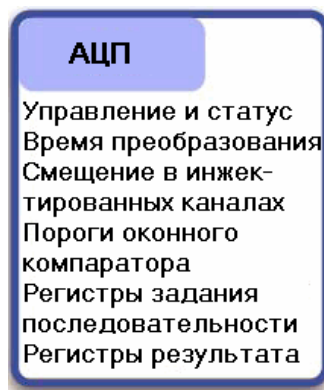 АЦП
Управление и статус
Время преобразования
Смещение в инжек-
тированных каналах
Пороги оконного
компаратора
Регистры задания
последовательности
Регистры результата